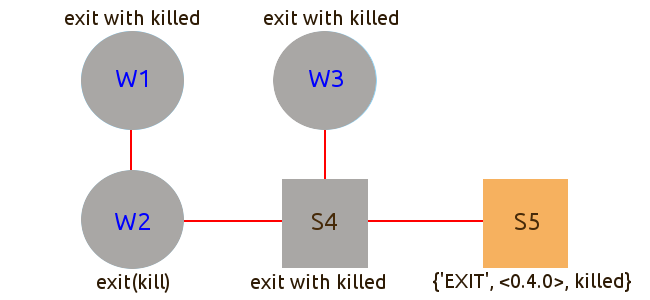 exit with killed
exit with killed
W1
W3
W2
S4
S5
exit(kill)
exit with killed
{'EXIT', <0.4.0>, killed}